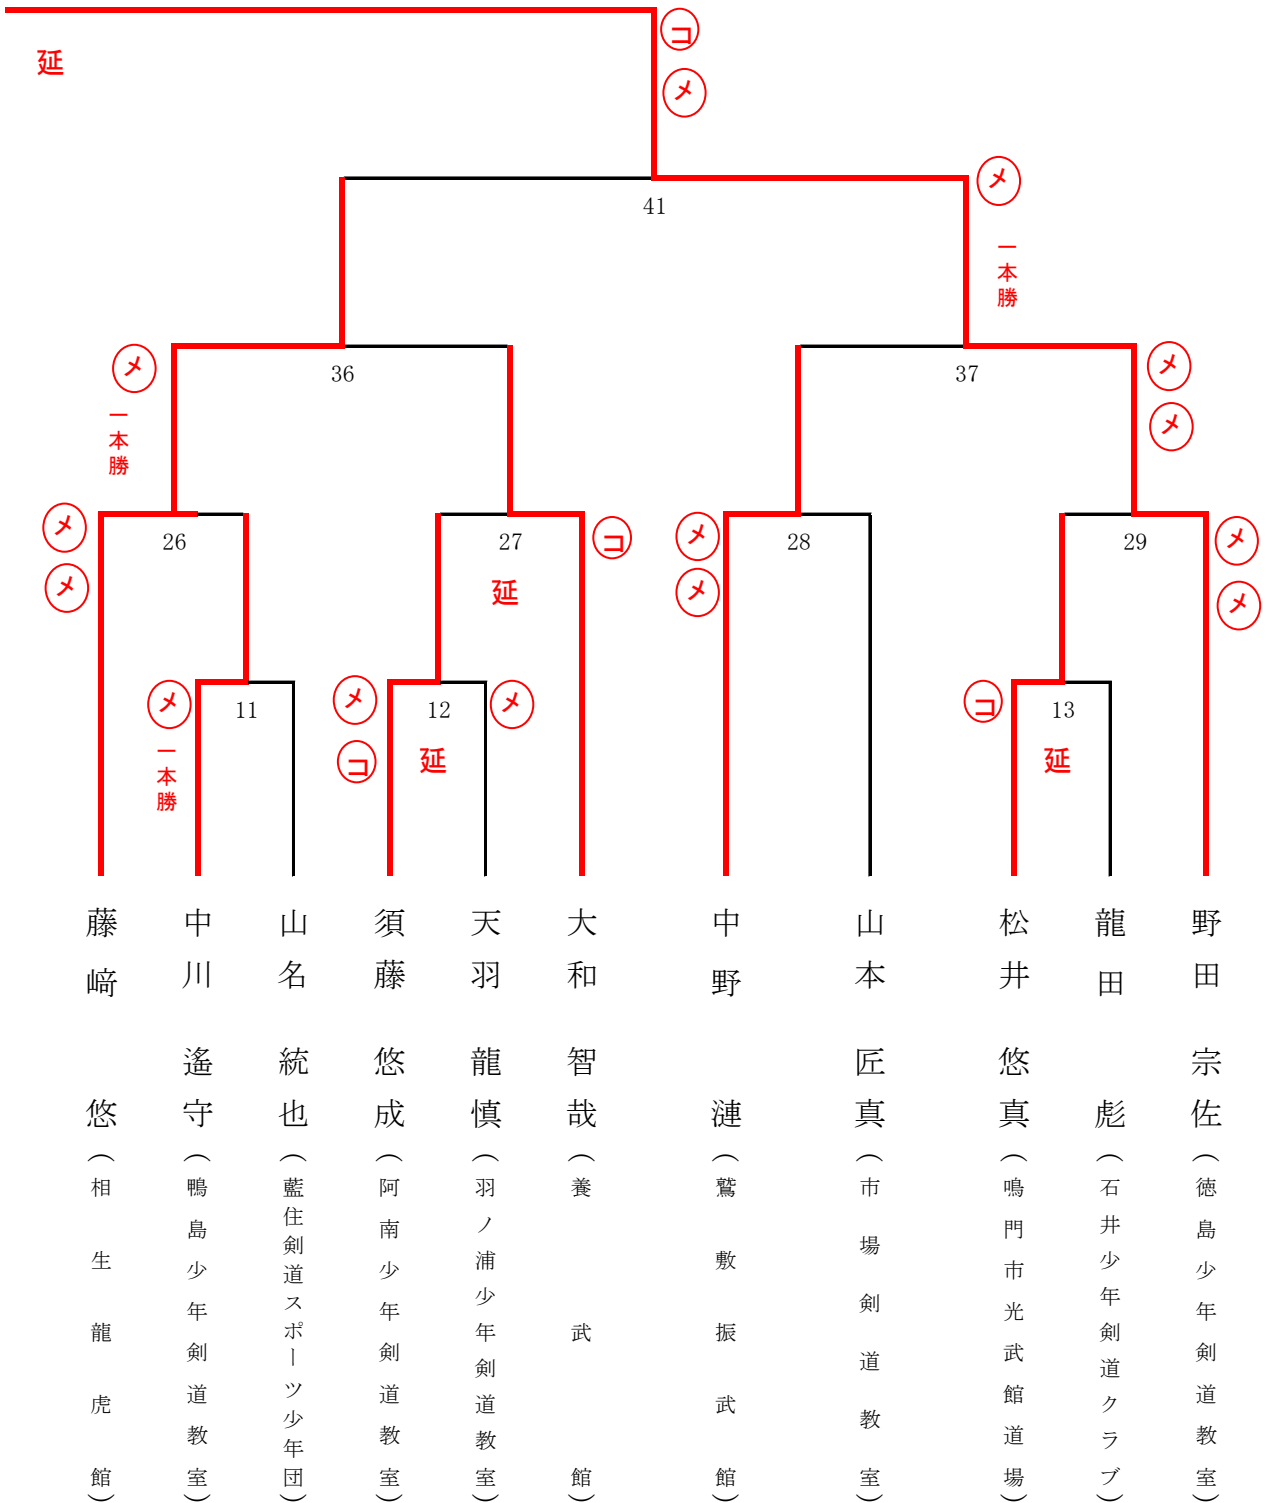 コ
延
メ
メ
41
一本勝
メ
36
37
メ
一本勝
メ
メ
26
27
コ
メ
28
29
メ
メ
延
メ
メ
メ
11
一本勝
メ
12
メ
コ
延
コ
13
延
藤﨑 悠(相生龍虎館)
中川 遙守(鴨島少年剣道教室)
山名 統也(藍住剣道スポーツ少年団)
須藤 悠成(阿南少年剣道教室)
天羽 龍慎(羽ノ浦少年剣道教室)
大和 智哉(養武館)
中野 漣(鷲敷振武館)
山本 匠真(市場剣道教室)
松井 悠真(鳴門市光武館道場)
龍田 彪(石井少年剣道クラブ)
野田 宗佐(徳島少年剣道教室)